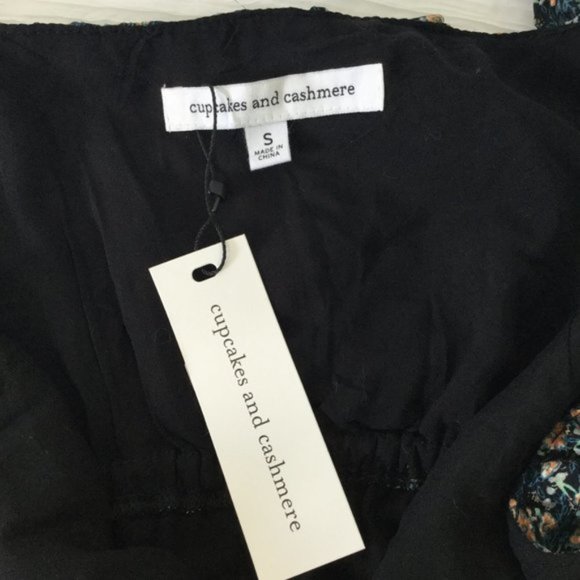 cupcakes and cashmere
S
MADE IN
CHINA
cupcakes and cashmere